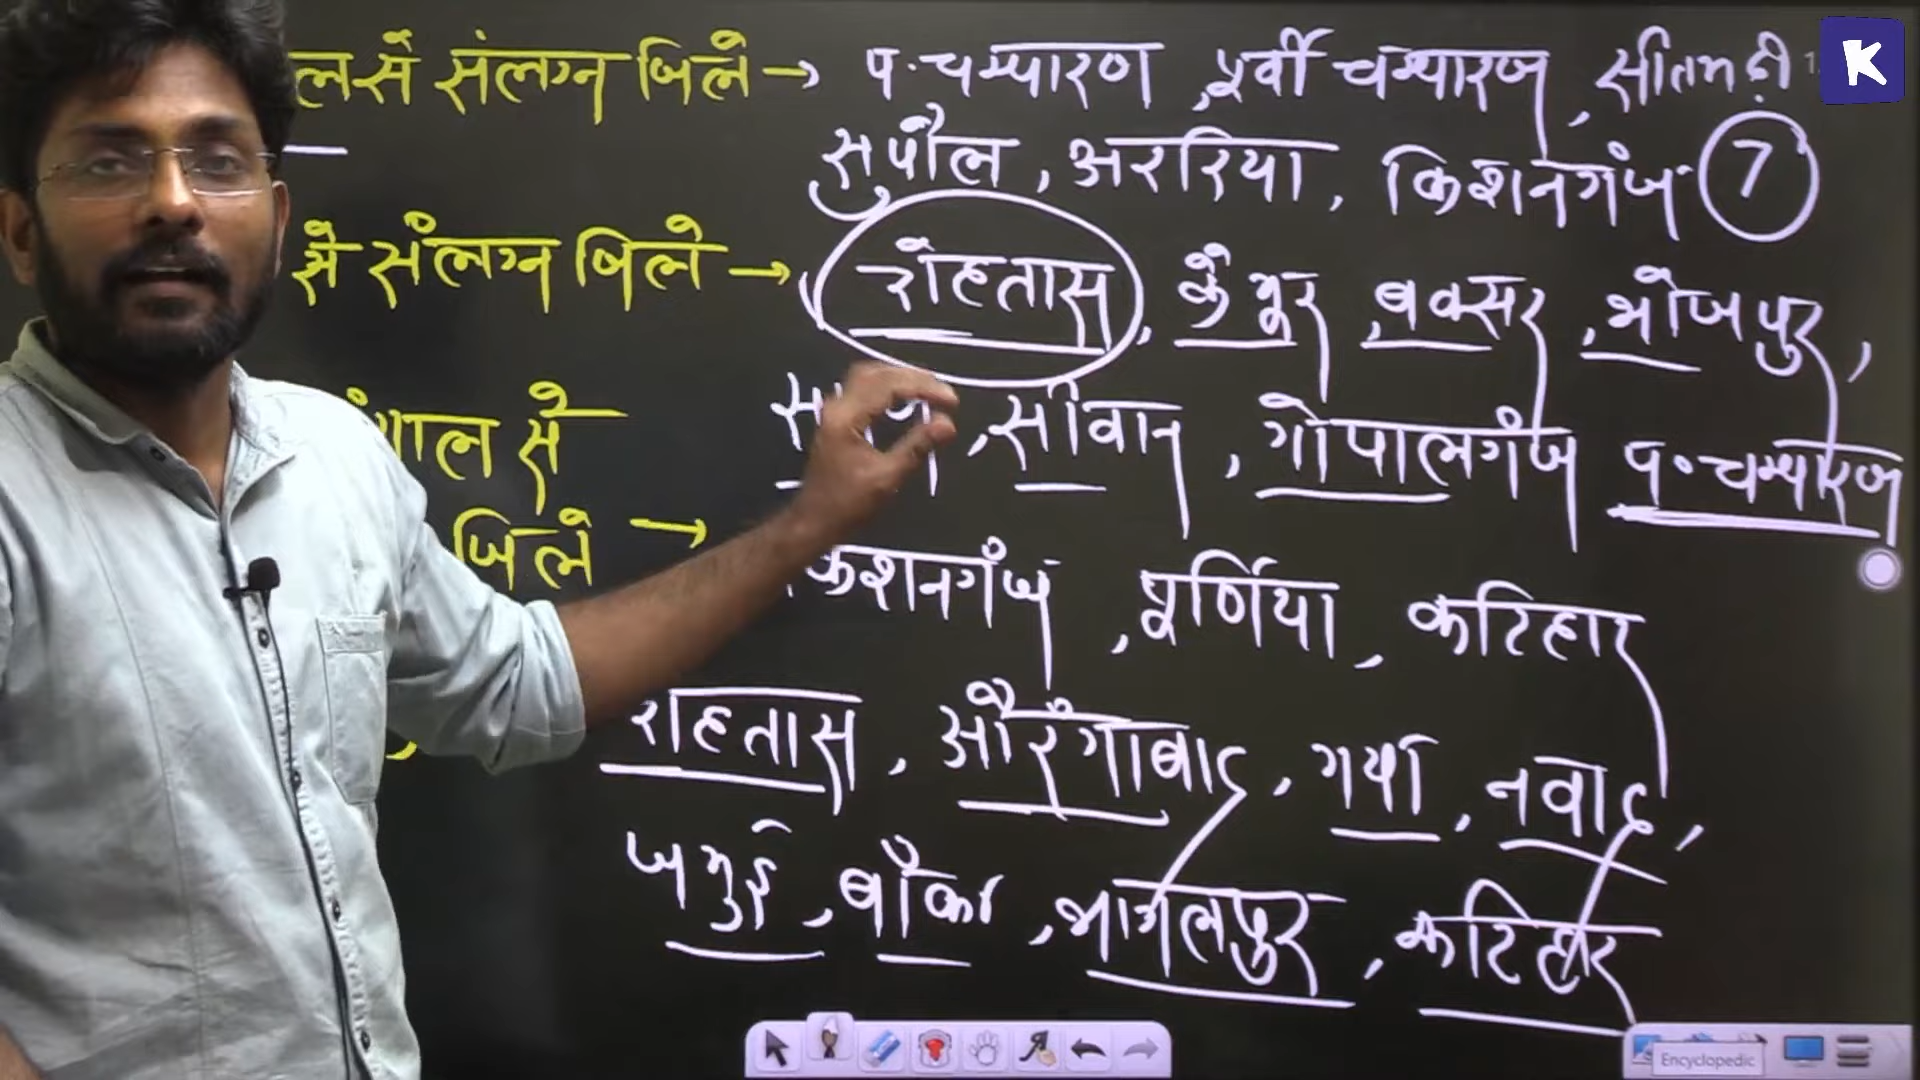 K
लसे संलग्न जिले → प.चम्पारण, पूर्वी चम्पारण, सीतामढ़ी
सुपौल, अररिया, किशनगंज 7
से संलग्न जिले → रोहतास, कैमूर, बक्सर, भोजपुर,
सीवान, गोपालगंज प.चम्पारण
गाल से
जिले → किशनगंज, पूर्णिया, कटिहार
रोहतास, औरंगाबाद, गया, नवादा,
जमुई, बाँका, भागलपुर, कटिहार
Encyclopedic